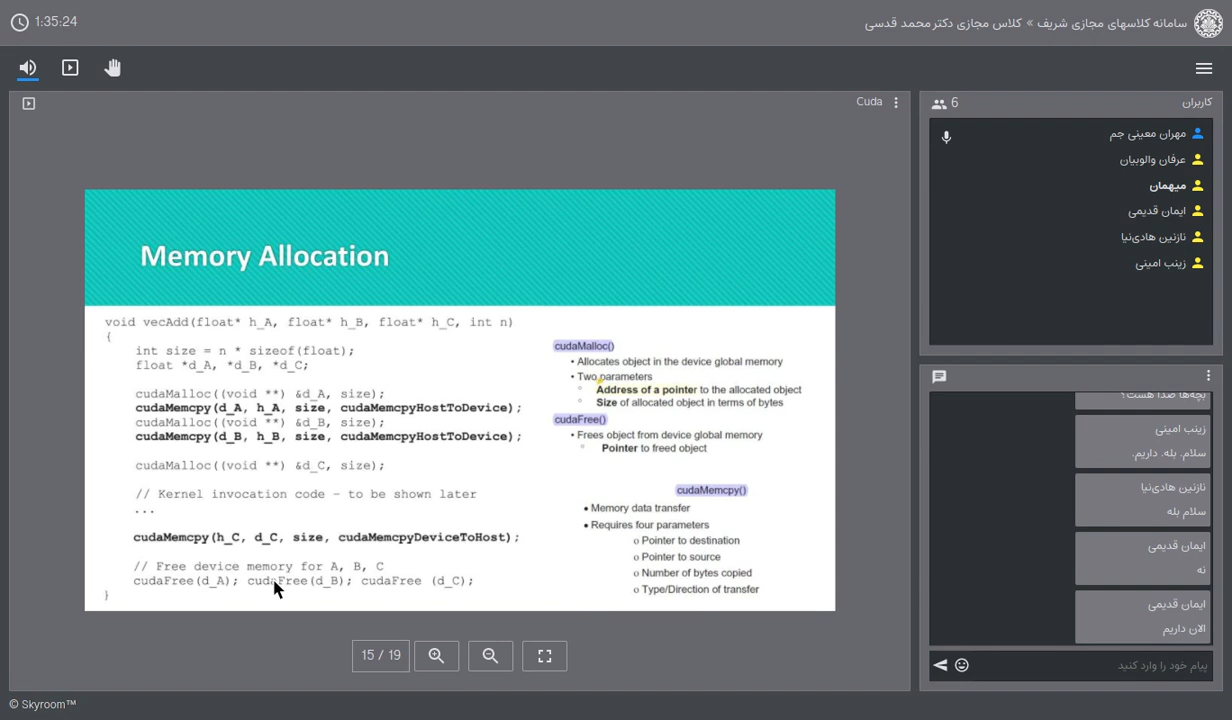 1:35:24
سامانه کلاسهای مجازی شریف » کلاس مجازی دکتر محمد قدسی
Cuda
Memory Allocation
void vecAdd(float* h_A, float* h_B, float* h_C, int n)
{
int size = n * sizeof(float);
float *d_A, *d_B, *d_C;
cudaMalloc((void **) &d_A, size);
cudaMemcpy(d_A, h_A, size, cudaMemcpyHostToDevice);
cudaMalloc((void **) &d_B, size);
cudaMemcpy(d_B, h_B, size, cudaMemcpyHostToDevice);
cudaMalloc((void **) &d_C, size);
// Kernel invocation code – to be shown later
...
cudaMemcpy(h_C, d_C, size, cudaMemcpyDeviceToHost);
// Free device memory for A, B, C
cudaFree(d_A); cudaFree(d_B); cudaFree (d_C);
}
cudaMalloc()
• Allocates object in the device global memory
• Two parameters
° Address of a pointer to the allocated object
° Size of allocated object in terms of bytes
cudaFree()
• Frees object from device global memory
° Pointer to freed object
cudaMemcpy()
• Memory data transfer
• Requires four parameters
o Pointer to destination
o Pointer to source
o Number of bytes copied
o Type/Direction of transfer
15 / 19
کاربران
6
مهران معینی جم
عرفان والوبیان
میهمان
ایمان قدیمی
نازنین هادی‌نیا
زینب امینی
بچه‌ها صدا هست؟
زینب امینی
سلام. بله. داریم.
نازنین هادی‌نیا
سلام بله
ایمان قدیمی
نه
ایمان قدیمی
الان داریم
پیام خود را وارد کنید
© Skyroom™